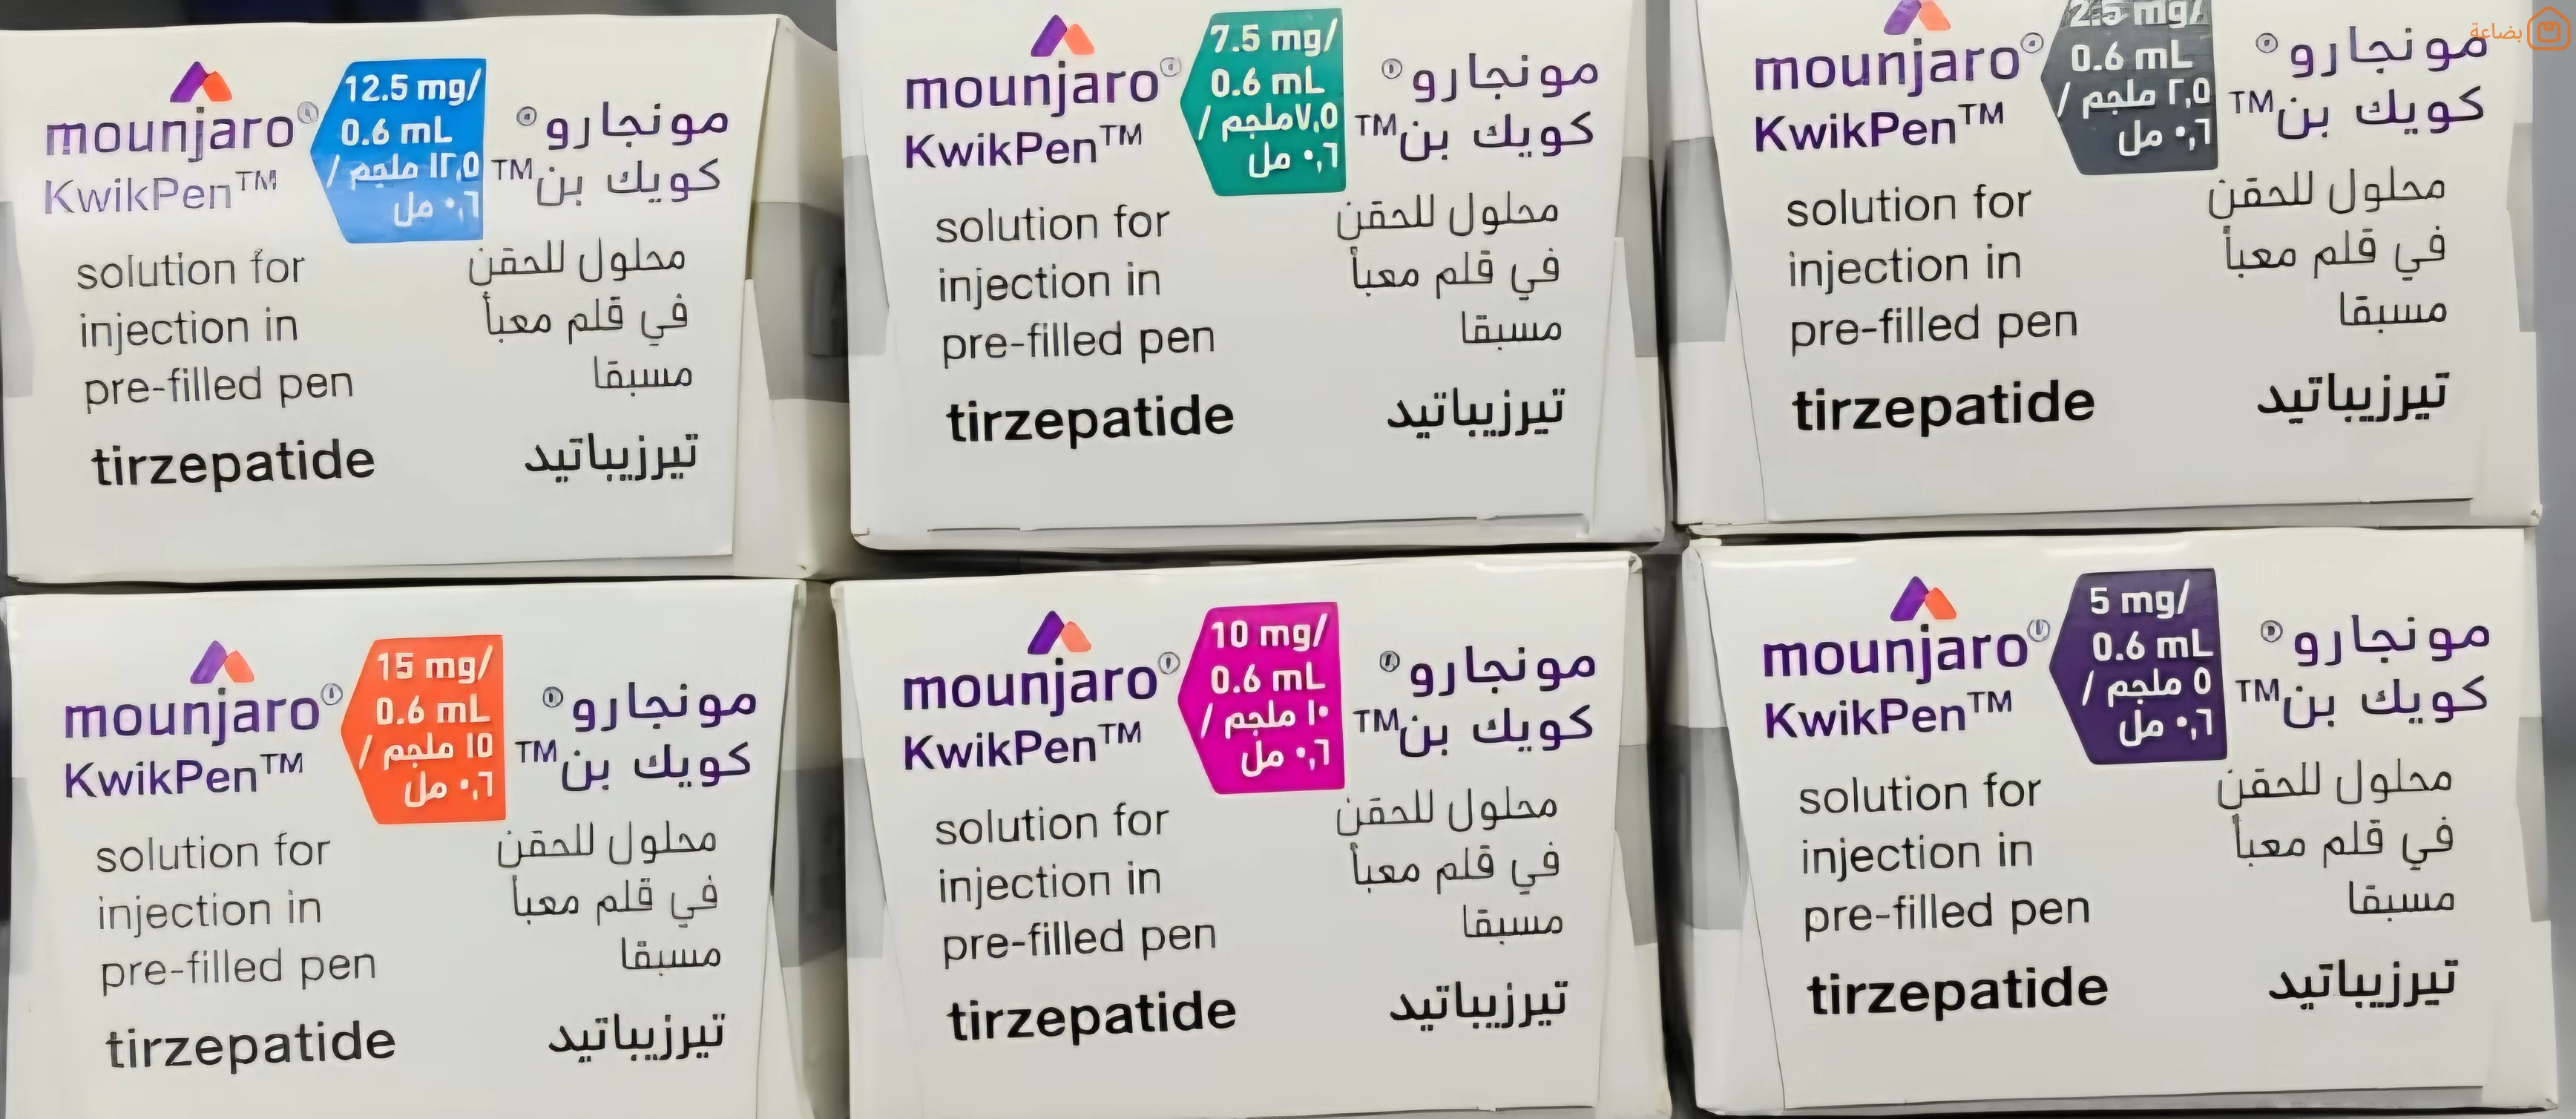 mounjaro®
KwikPen™
12.5 mg/
0.6 mL
١٢,٥ ملجم /
٠,٦ مل
مونجارو®
كويك بن™
solution for
injection in
pre-filled pen
محلول للحقن
في قلم معبأ
مسبقا
tirzepatide
تيرزيباتيد
mounjaro®
KwikPen™
7.5 mg/
0.6 mL
٧,٥ملجم /
٠,٦ مل
مونجارو®
كويك بن™
solution for
injection in
pre-filled pen
محلول للحقن
في قلم معبأ
مسبقا
tirzepatide
تيرزيباتيد
mounjaro®
KwikPen™
2.5 mg/
0.6 mL
٢,٥ ملجم /
٠,٦ مل
مونجارو®
كويك بن™
solution for
injection in
pre-filled pen
محلول للحقن
في قلم معبأ
مسبقا
tirzepatide
تيرزيباتيد
بضاعة
mounjaro®
KwikPen™
15 mg/
0.6 mL
١٥ ملجم /
٠,٦ مل
مونجارو®
كويك بن™
solution for
injection in
pre-filled pen
محلول للحقن
في قلم معبأ
مسبقا
tirzepatide
تيرزيباتيد
mounjaro®
KwikPen™
10 mg/
0.6 mL
١٠ ملجم /
٠,٦ مل
مونجارو®
كويك بن™
solution for
injection in
pre-filled pen
محلول للحقن
في قلم معبأ
مسبقا
tirzepatide
تيرزيباتيد
mounjaro®
KwikPen™
5 mg/
0.6 mL
٥ ملجم /
٠,٦ مل
مونجارو®
كويك بن™
solution for
injection in
pre-filled pen
محلول للحقن
في قلم معبأ
مسبقا
tirzepatide
تيرزيباتيد